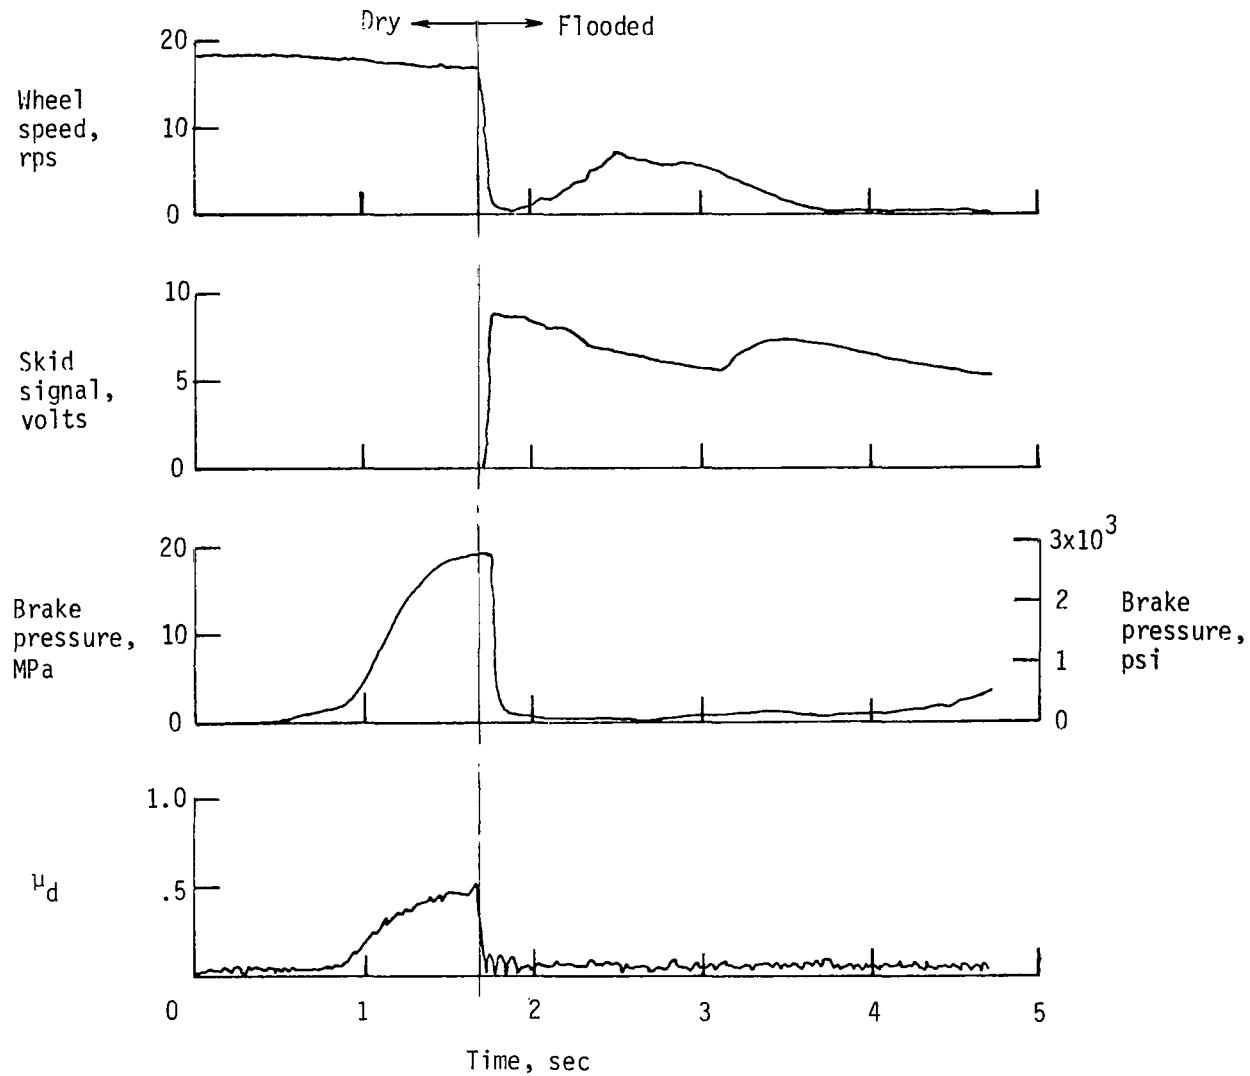 Dry Flooded
20
Wheel
speed,
rps
10
0
10
Skid
signal,
volts
5
0
20
3x10³
Brake
pressure,
MPa
10
2
Brake
pressure,
psi
1
0
0
1.0
μd
.5
0 1 2 3 4 5
Time, sec